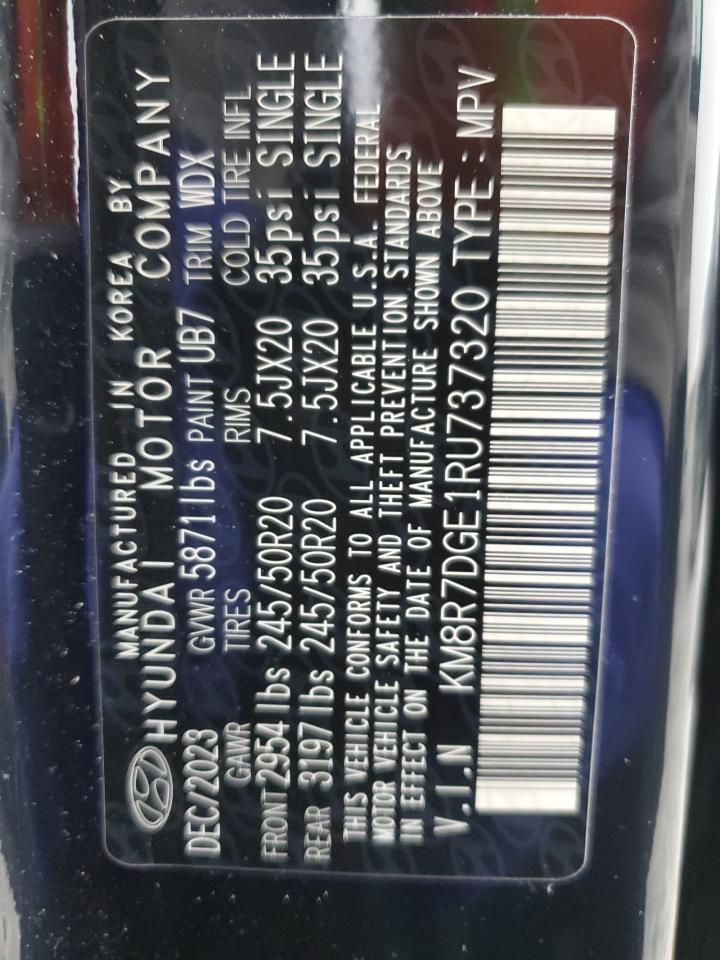 MANUFACTURED IN KOREA BY
HYUNDAI MOTOR COMPANY
DEC/2023 GVWR 5871lbs PAINT UB7 TRIM WDX
GAWR TIRES RIMS COLD TIRE INFL
FRONT 2954 lbs 245/50R20 7.5JX20 35psi SINGLE
REAR 3197 lbs 245/50R20 7.5JX20 35psi SINGLE
THIS VEHICLE CONFORMS TO ALL APPLICABLE U.S.A. FEDERAL
MOTOR VEHICLE SAFETY AND THEFT PREVENTION STANDARDS
IN EFFECT ON THE DATE OF MANUFACTURE SHOWN ABOVE
V.I.N KM8R7DGE1RU737320 TYPE : MPV